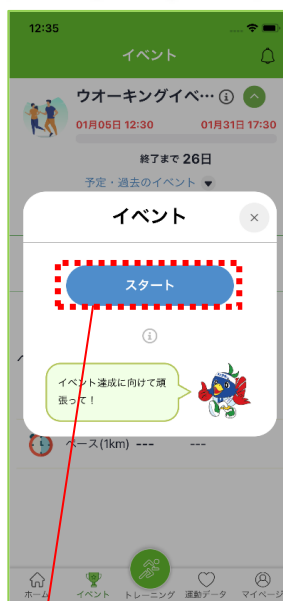 12:35
イベント
ウオーキングイベ…
01月05日 12:30 01月31日 17:30
終了まで 26日
予定・過去のイベント
イベント
×
スタート
イベント達成に向けて頑
張って！
ペース(1km) --- ---
ホーム イベント トレーニング 運動データ マイページ